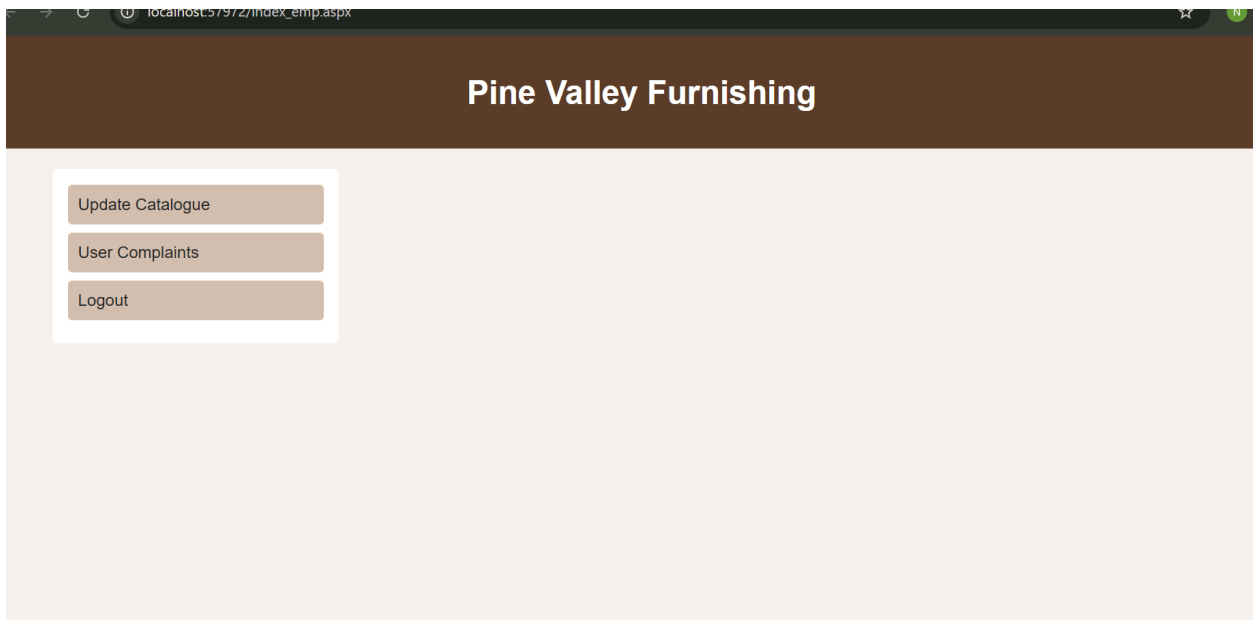 localhost:57972/index_emp.aspx
N
Pine Valley Furnishing
Update Catalogue
User Complaints
Logout